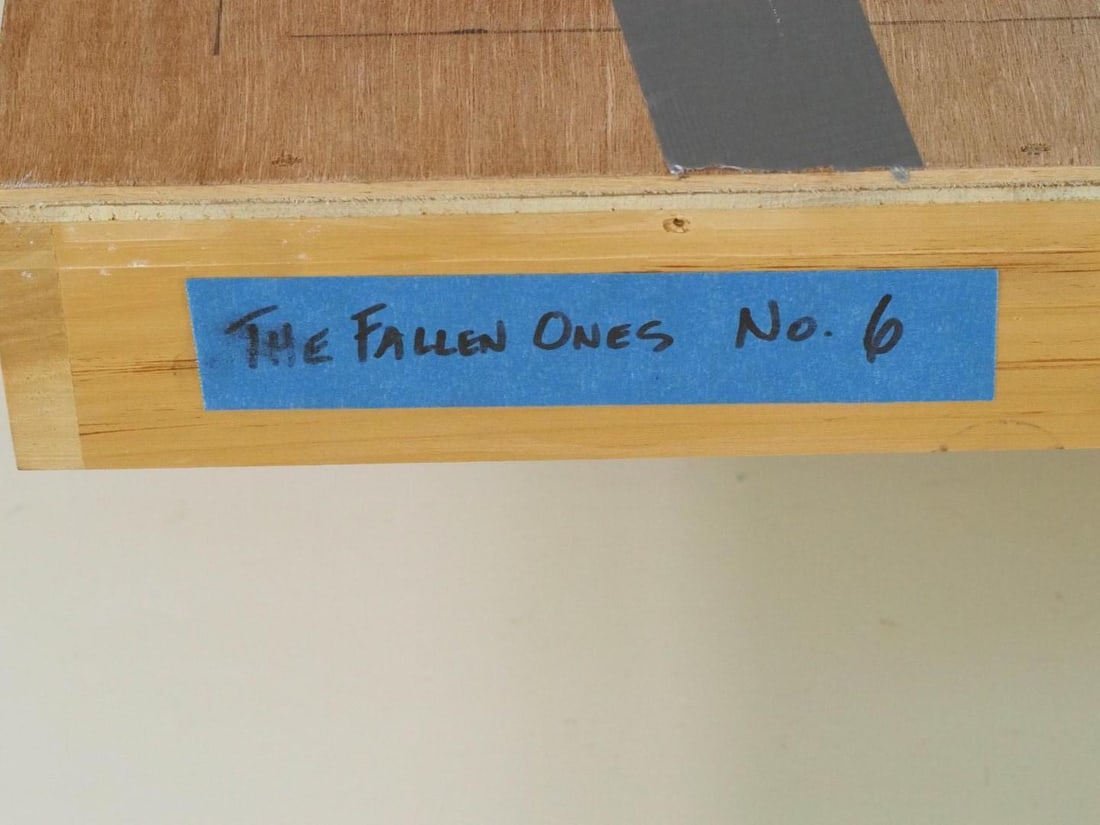 The Fallen Ones No. 6